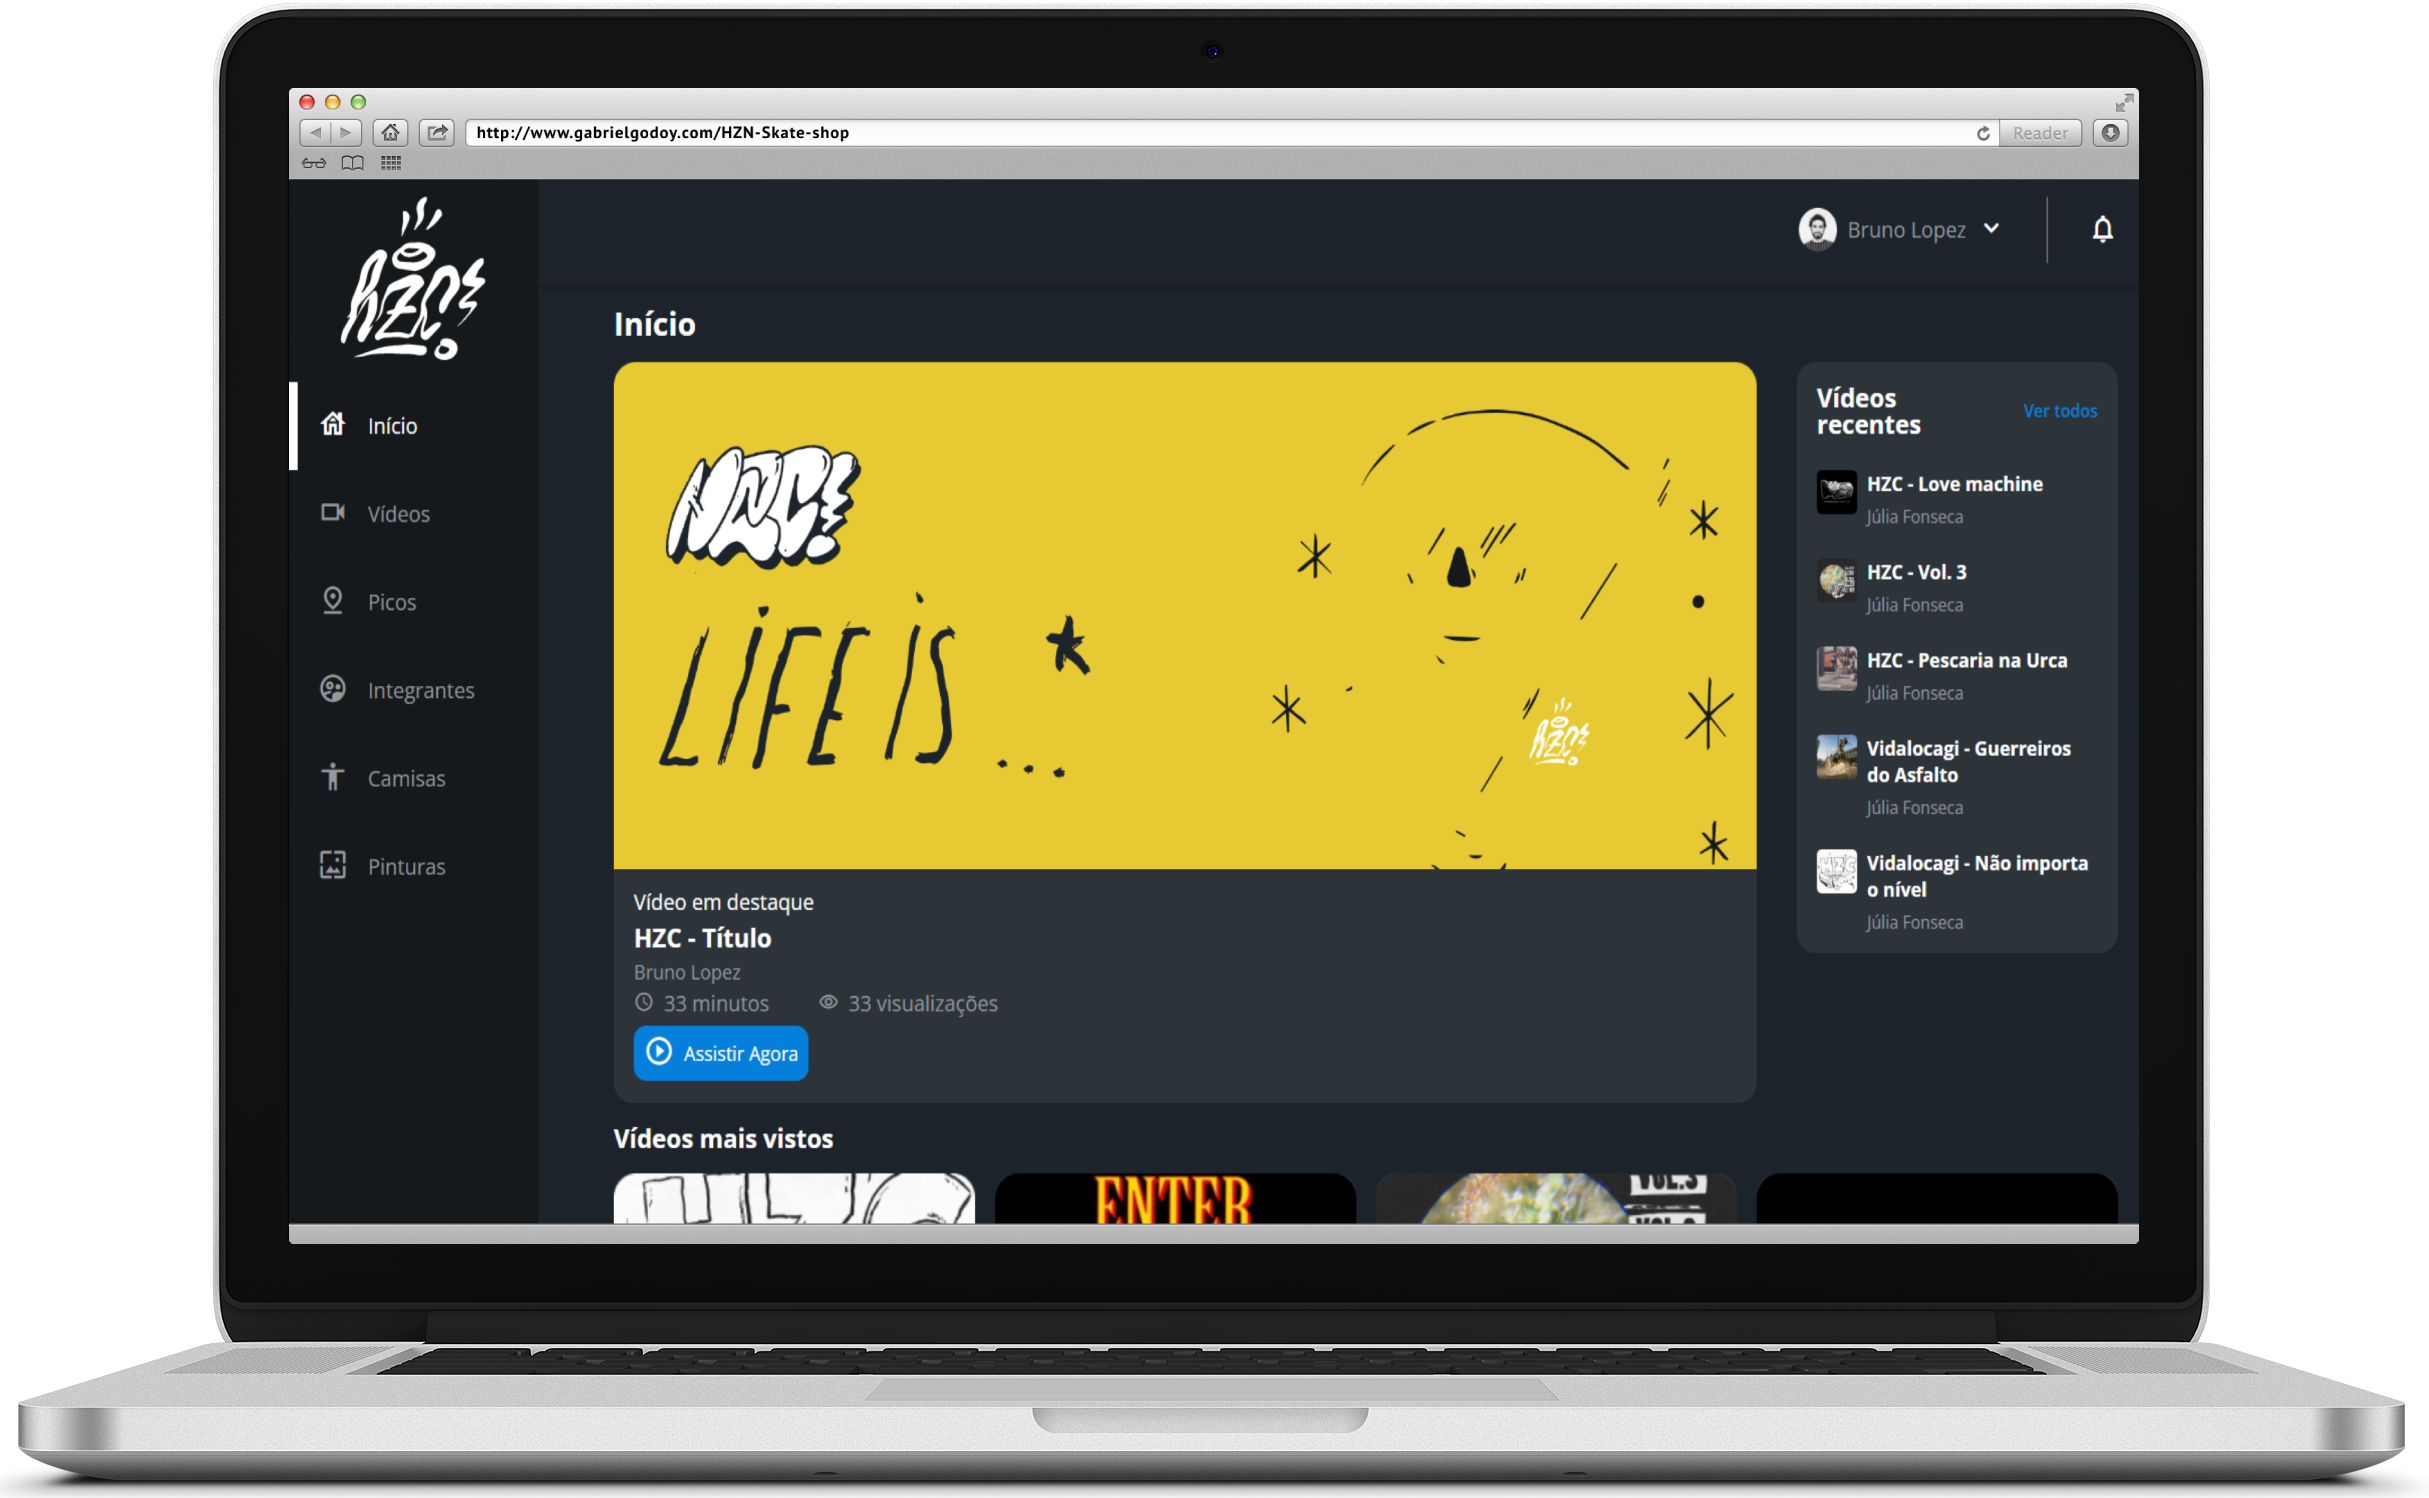 http://www.gabrielgodoy.com/HZN-Skate-shop
Reader
Bruno Lopez
Início
Vídeos
Picos
Integrantes
Camisas
Pinturas
Início
HZC
LIFE IS ...
Vídeo em destaque
HZC - Título
Bruno Lopez
33 minutos
33 visualizações
Assistir Agora
Vídeos
recentes
Ver todos
HZC - Love machine
Júlia Fonseca
HZC - Vol. 3
Júlia Fonseca
HZC - Pescaria na Urca
Júlia Fonseca
Vidalocagi - Guerreiros
do Asfalto
Júlia Fonseca
Vidalocagi - Não importa
o nível
Júlia Fonseca
Vídeos mais vistos
HZC
ENTER
VOL.3